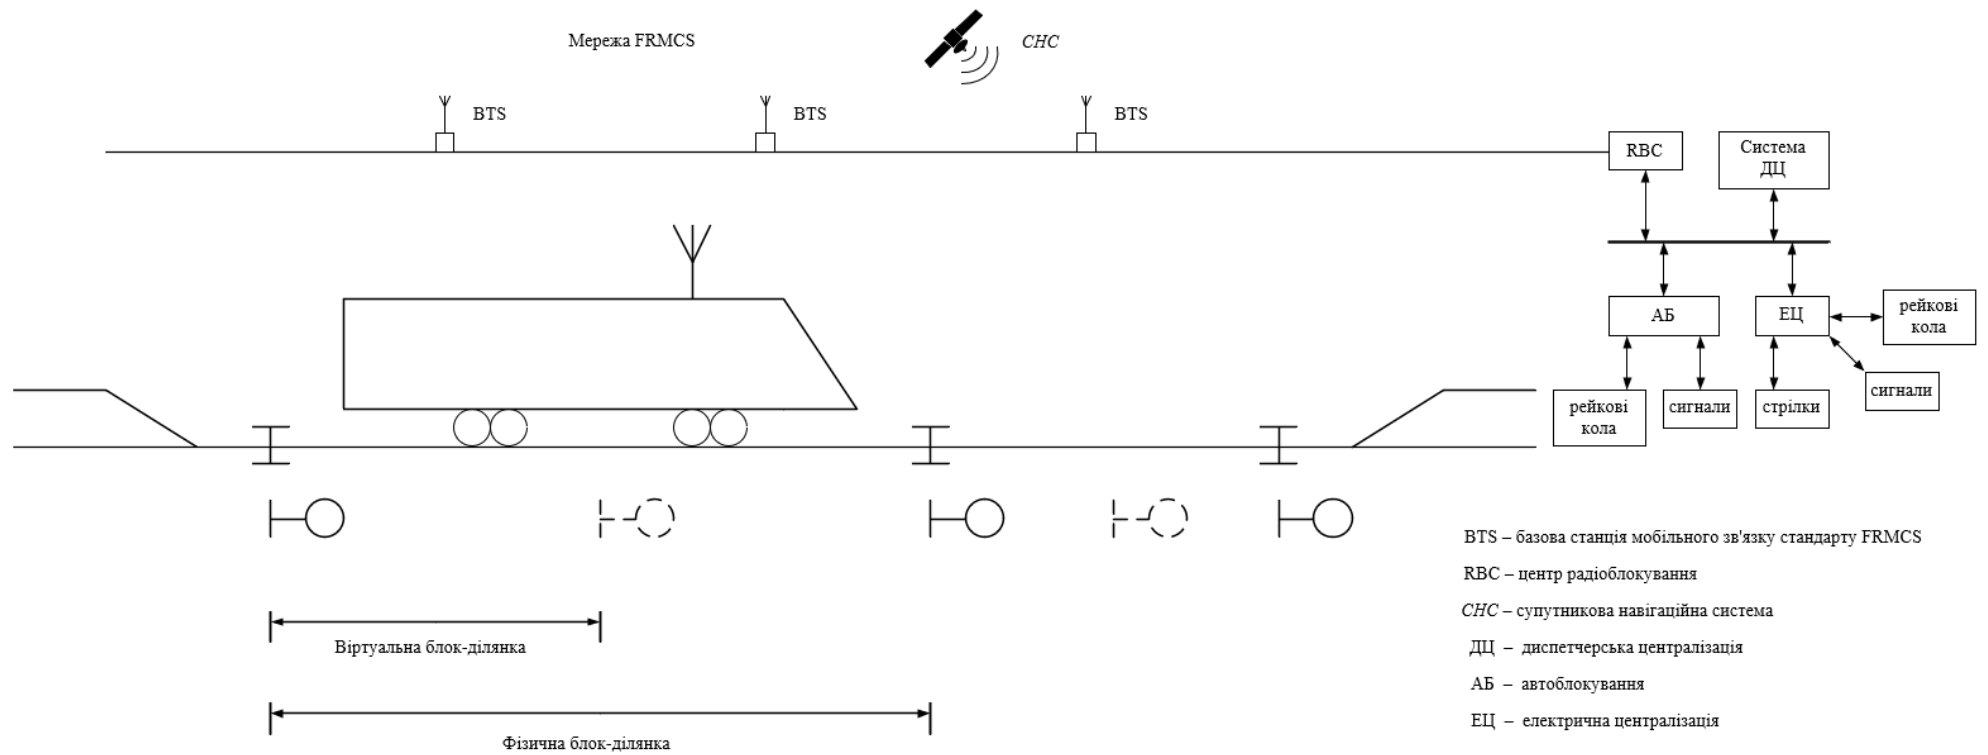 Мережа FRMCS
СНС
BTS
BTS
BTS
RBC
Система
ДЦ
АБ
ЕЦ
рейкові
кола
рейкові
кола
сигнали
стрілки
сигнали
Віртуальна блок-ділянка
Фізична блок-ділянка
BTS – базова станція мобільного зв'язку стандарту FRMCS
RBC – центр радіоблокування
СНС – супутникова навігаційна система
ДЦ – диспетчерська централізація
АБ – автоблокування
ЕЦ – електрична централізація